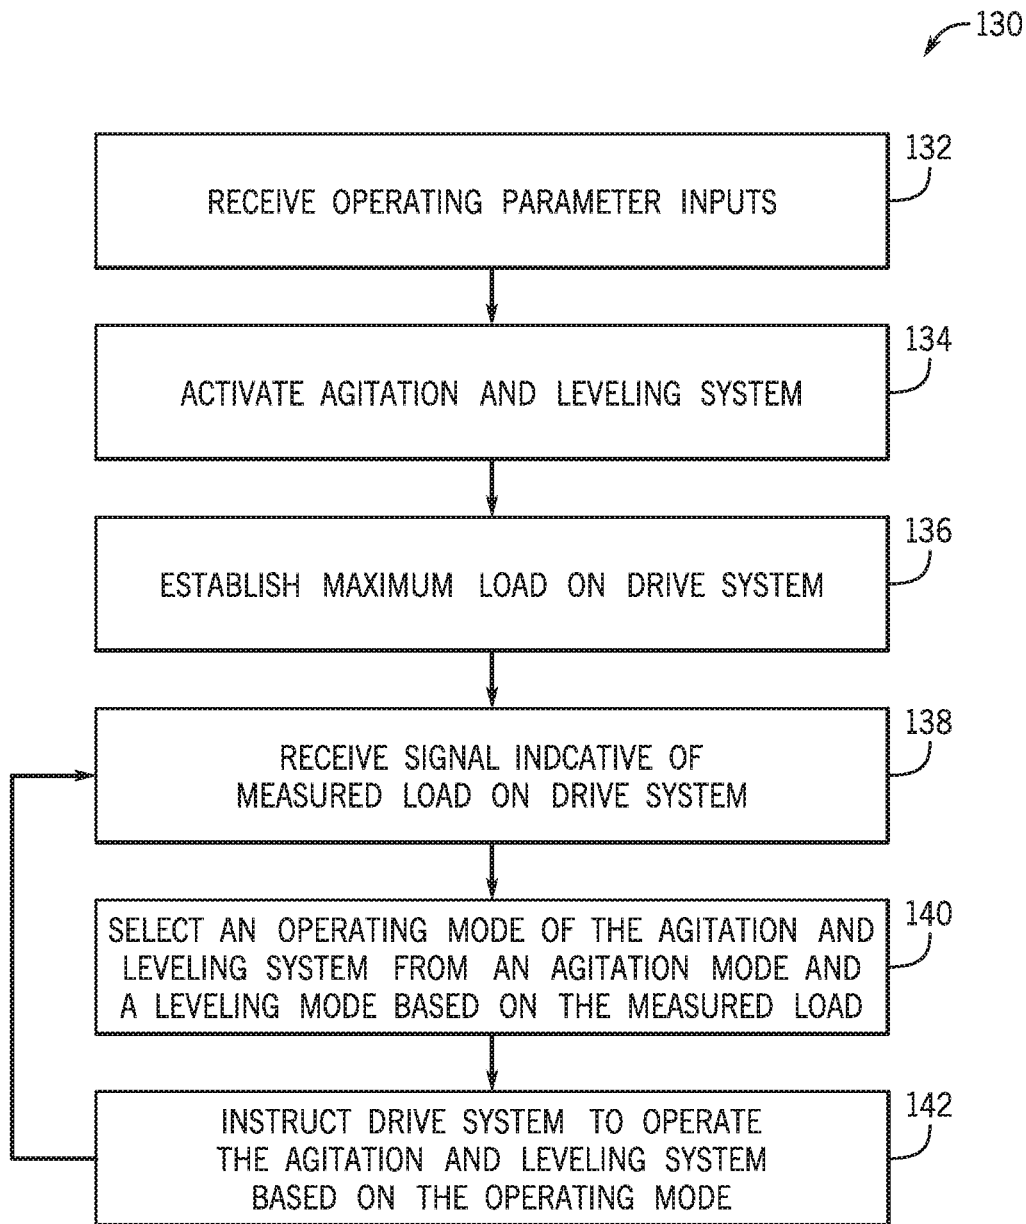 130
132
RECEIVE OPERATING PARAMETER INPUTS
134
ACTIVATE AGITATION AND LEVELING SYSTEM
136
ESTABLISH MAXIMUM LOAD ON DRIVE SYSTEM
138
RECEIVE SIGNAL INDCATIVE OF
MEASURED LOAD ON DRIVE SYSTEM
140
SELECT AN OPERATING MODE OF THE AGITATION AND
LEVELING SYSTEM FROM AN AGITATION MODE AND
A LEVELING MODE BASED ON THE MEASURED LOAD
142
INSTRUCT DRIVE SYSTEM TO OPERATE
THE AGITATION AND LEVELING SYSTEM
BASED ON THE OPERATING MODE